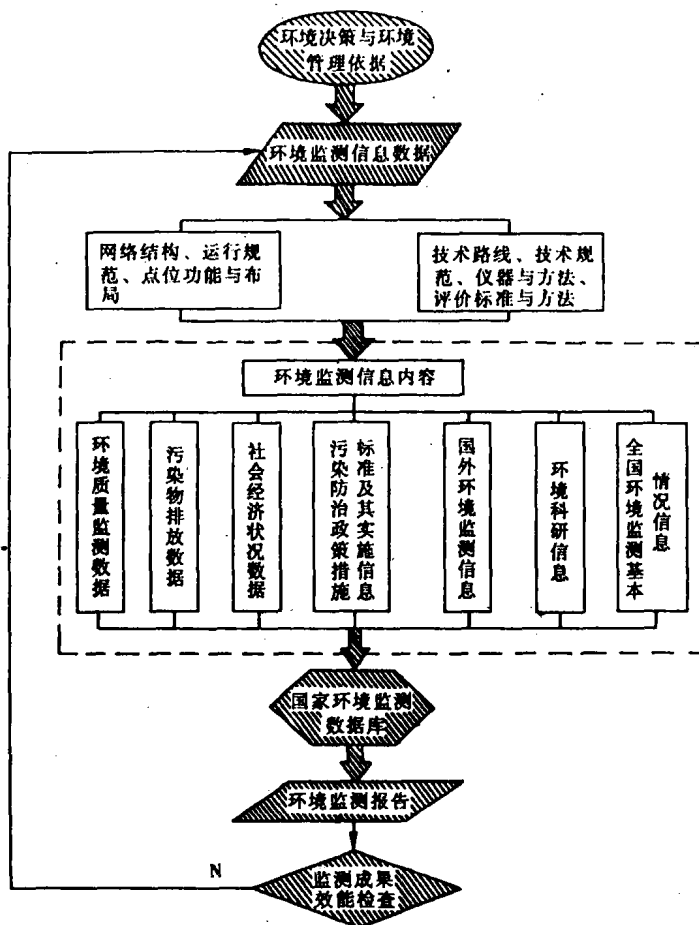 环境决策与环境
管理依据
环境监测信息数据
网络结构、运行规
范、点位功能与布
局
技术路线、技术规
范、仪器与方法、
评价标准与方法
环境监测信息内容
环境质量监测数据
污染物排放数据
社会经济状况数据
污染防治政策措施
标准及其实施信息
国外环境监测信息
环境科研信息
全国环境监测基本
情况信息
国家环境监测
数据库
环境监测报告
N
监测成果
效能检查